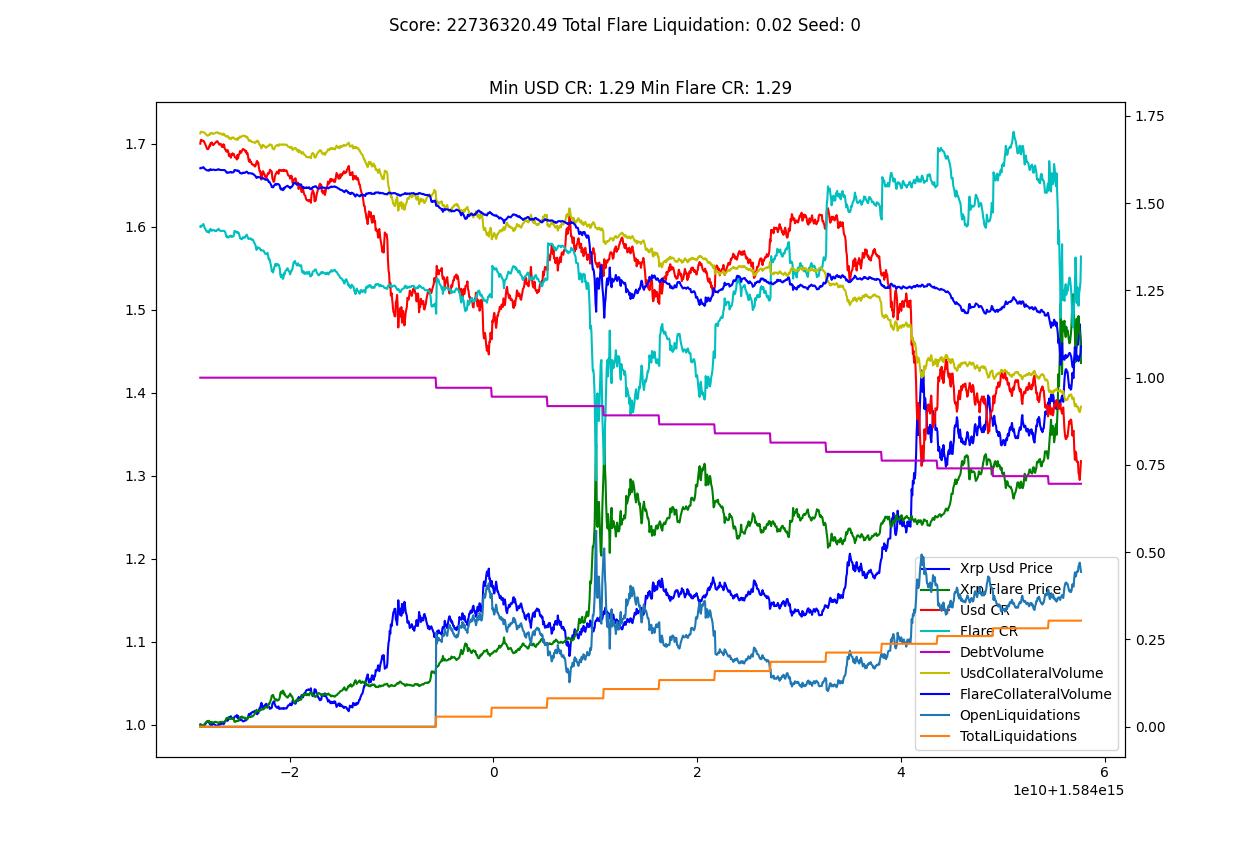 Score: 22736320.49 Total Flare Liquidation: 0.02 Seed: 0
Min USD CR: 1.29 Min Flare CR: 1.29
1.7
1.6
1.5
1.4
1.3
1.2
1.1
1.0
1.75
1.50
1.25
1.00
0.75
0.50
0.25
0.00
Xrp Usd Price
Xrp Flare Price
Usd CR
Flare CR
DebtVolume
UsdCollateralVolume
FlareCollateralVolume
OpenLiquidations
TotalLiquidations
−2 0 2 4 6
1e10+1.584e15